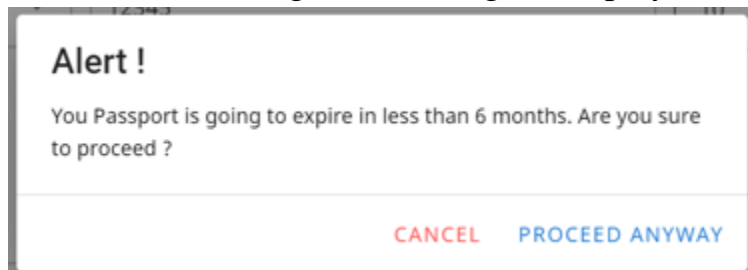 12345
Alert !
You Passport is going to expire in less than 6 months. Are you sure
to proceed ?
CANCEL PROCEED ANYWAY